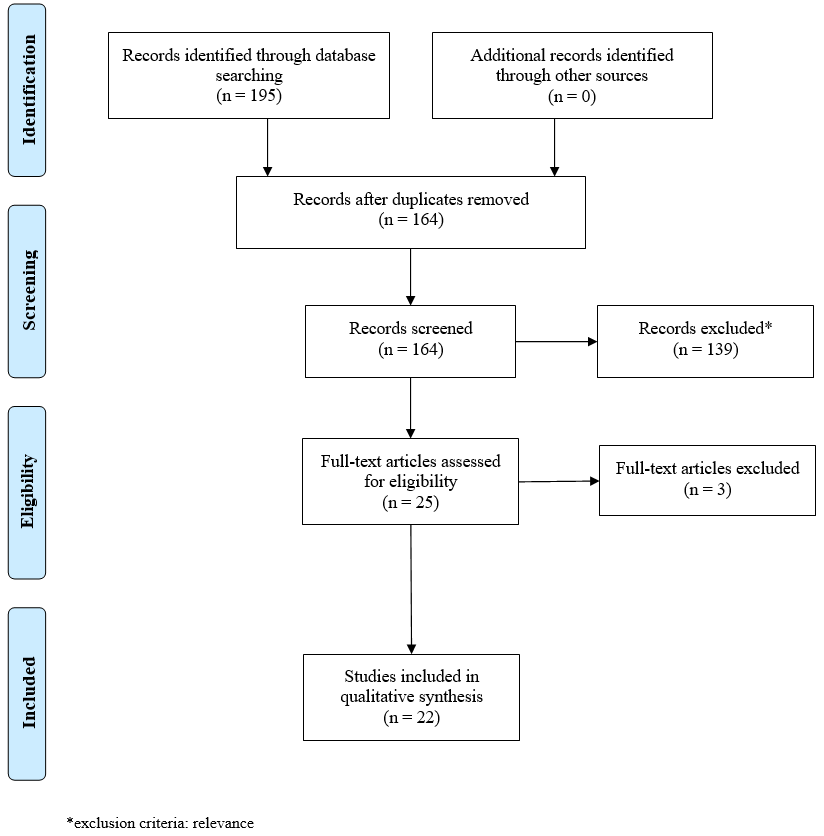 Identification
Records identified through database
searching
(n = 195)
Additional records identified
through other sources
(n = 0)
Records after duplicates removed
(n = 164)
Screening
Records screened
(n = 164)
Records excluded*
(n = 139)
Eligibility
Full-text articles assessed
for eligibility
(n = 25)
Full-text articles excluded
(n = 3)
Included
Studies included in
qualitative synthesis
(n = 22)
*exclusion criteria: relevance